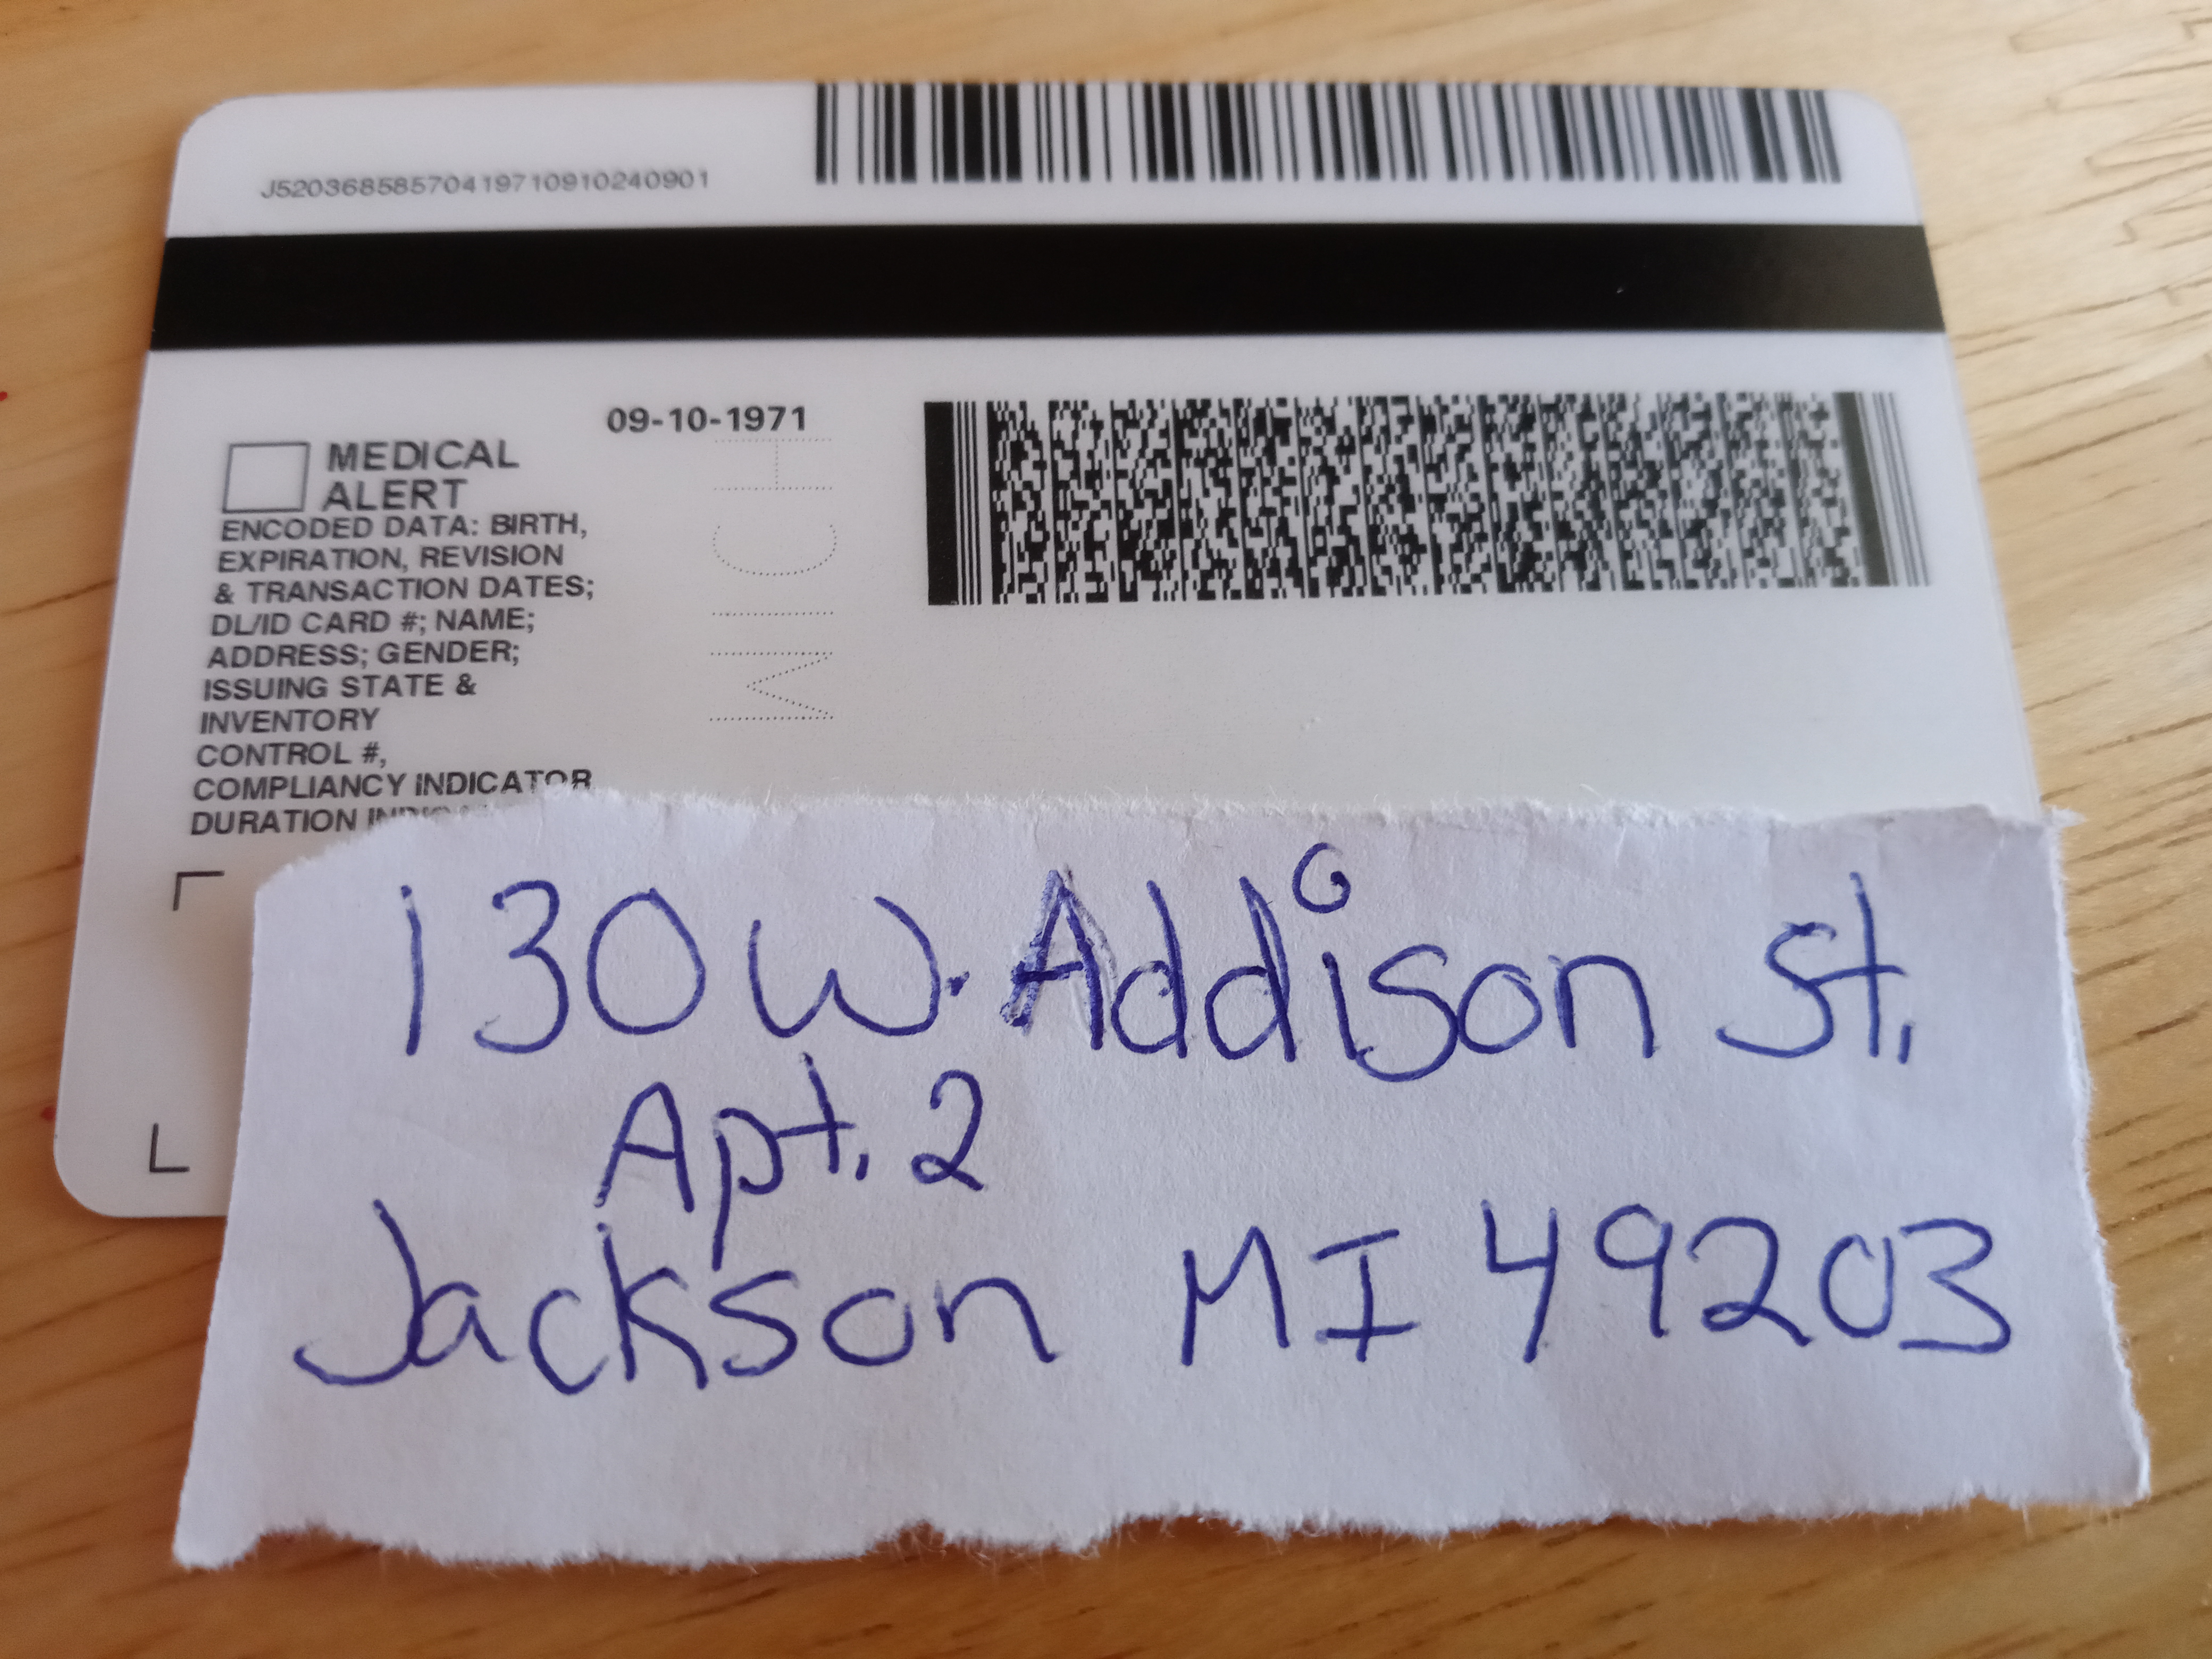 J52036858570419710910240901
09-10-1971
MEDICAL
ALERT
ENCODED DATA: BIRTH,
EXPIRATION, REVISION
& TRANSACTION DATES;
DL/ID CARD #; NAME;
ADDRESS; GENDER;
ISSUING STATE &
INVENTORY
CONTROL #,
COMPLIANCY INDICATOR
DURATION
MICH
130 W. Addison St.
Apt. 2
Jackson MI 49203